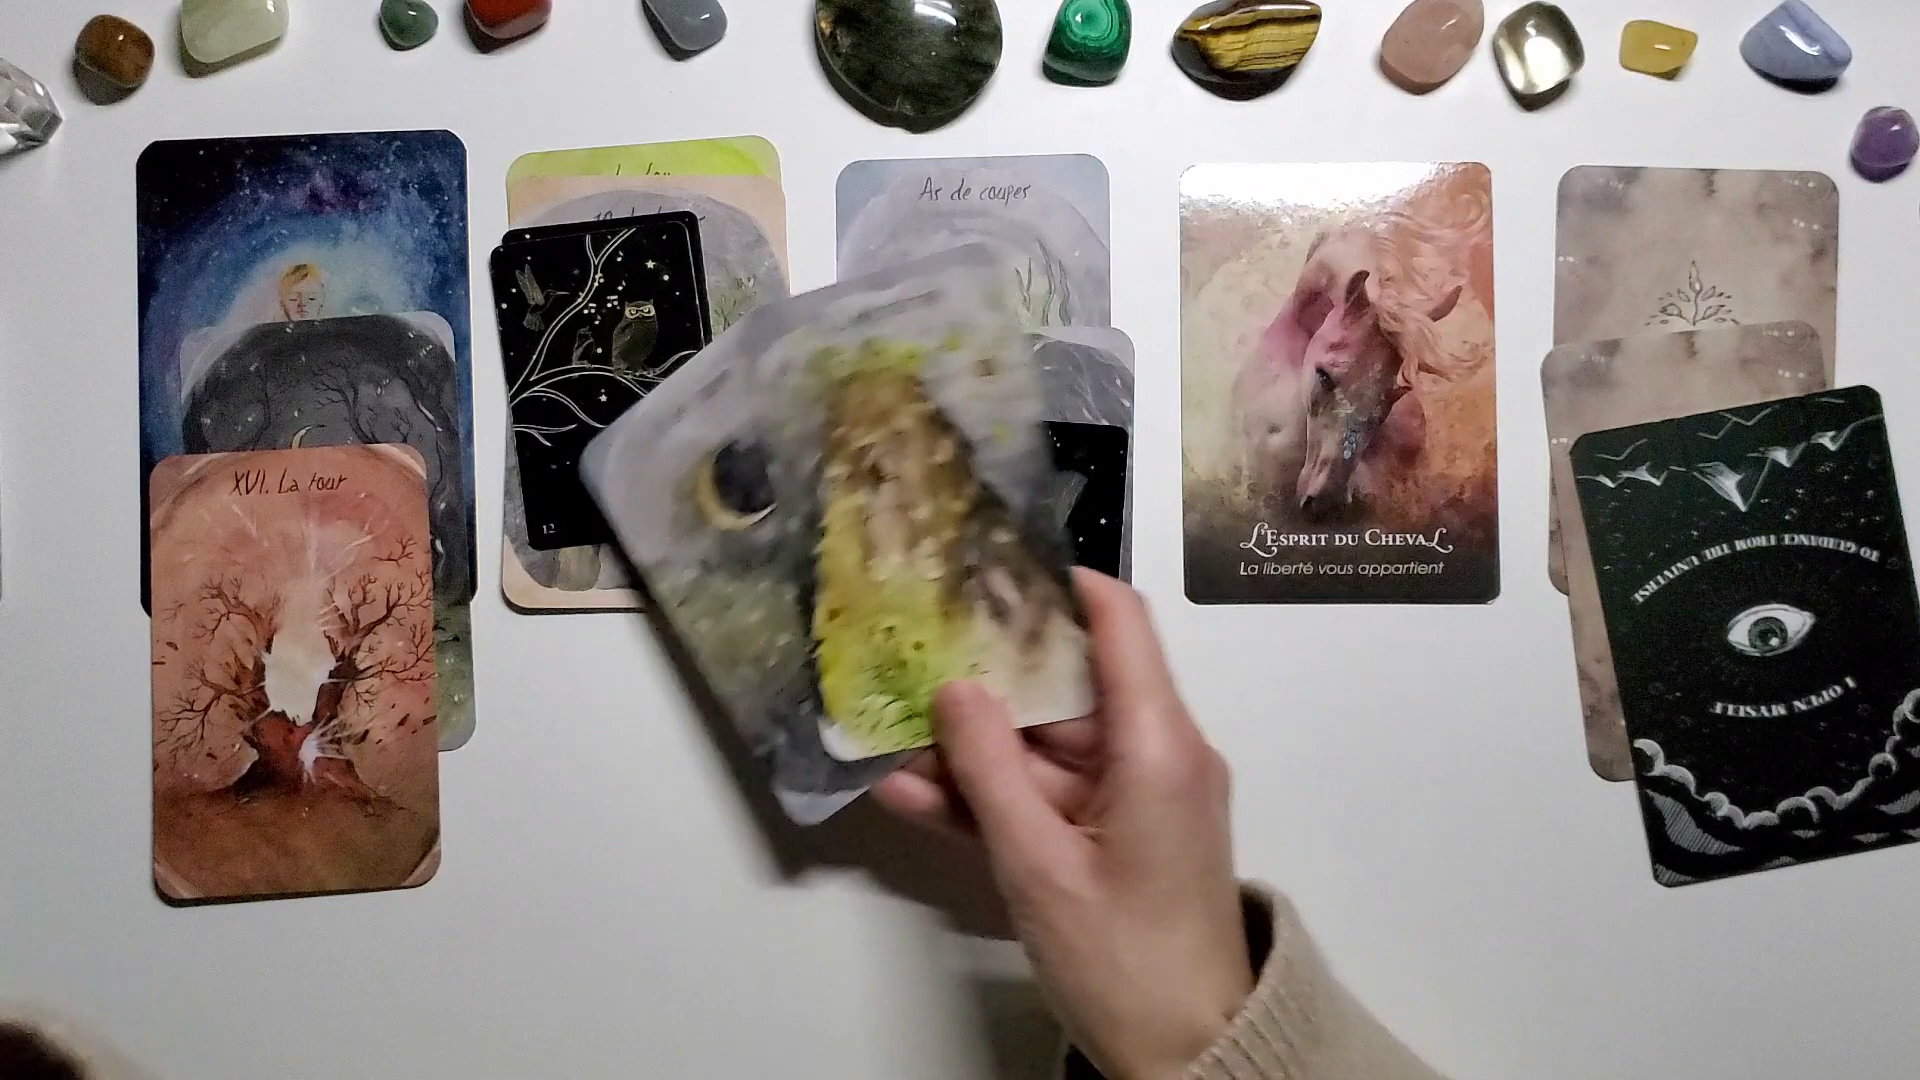 As de coupes
XVI. La tour
12
L'ESPRIT DU CHEVAL
La liberté vous appartient
I OPEN MYSELF
TO GUIDANCE FROM THE UNIVERSE